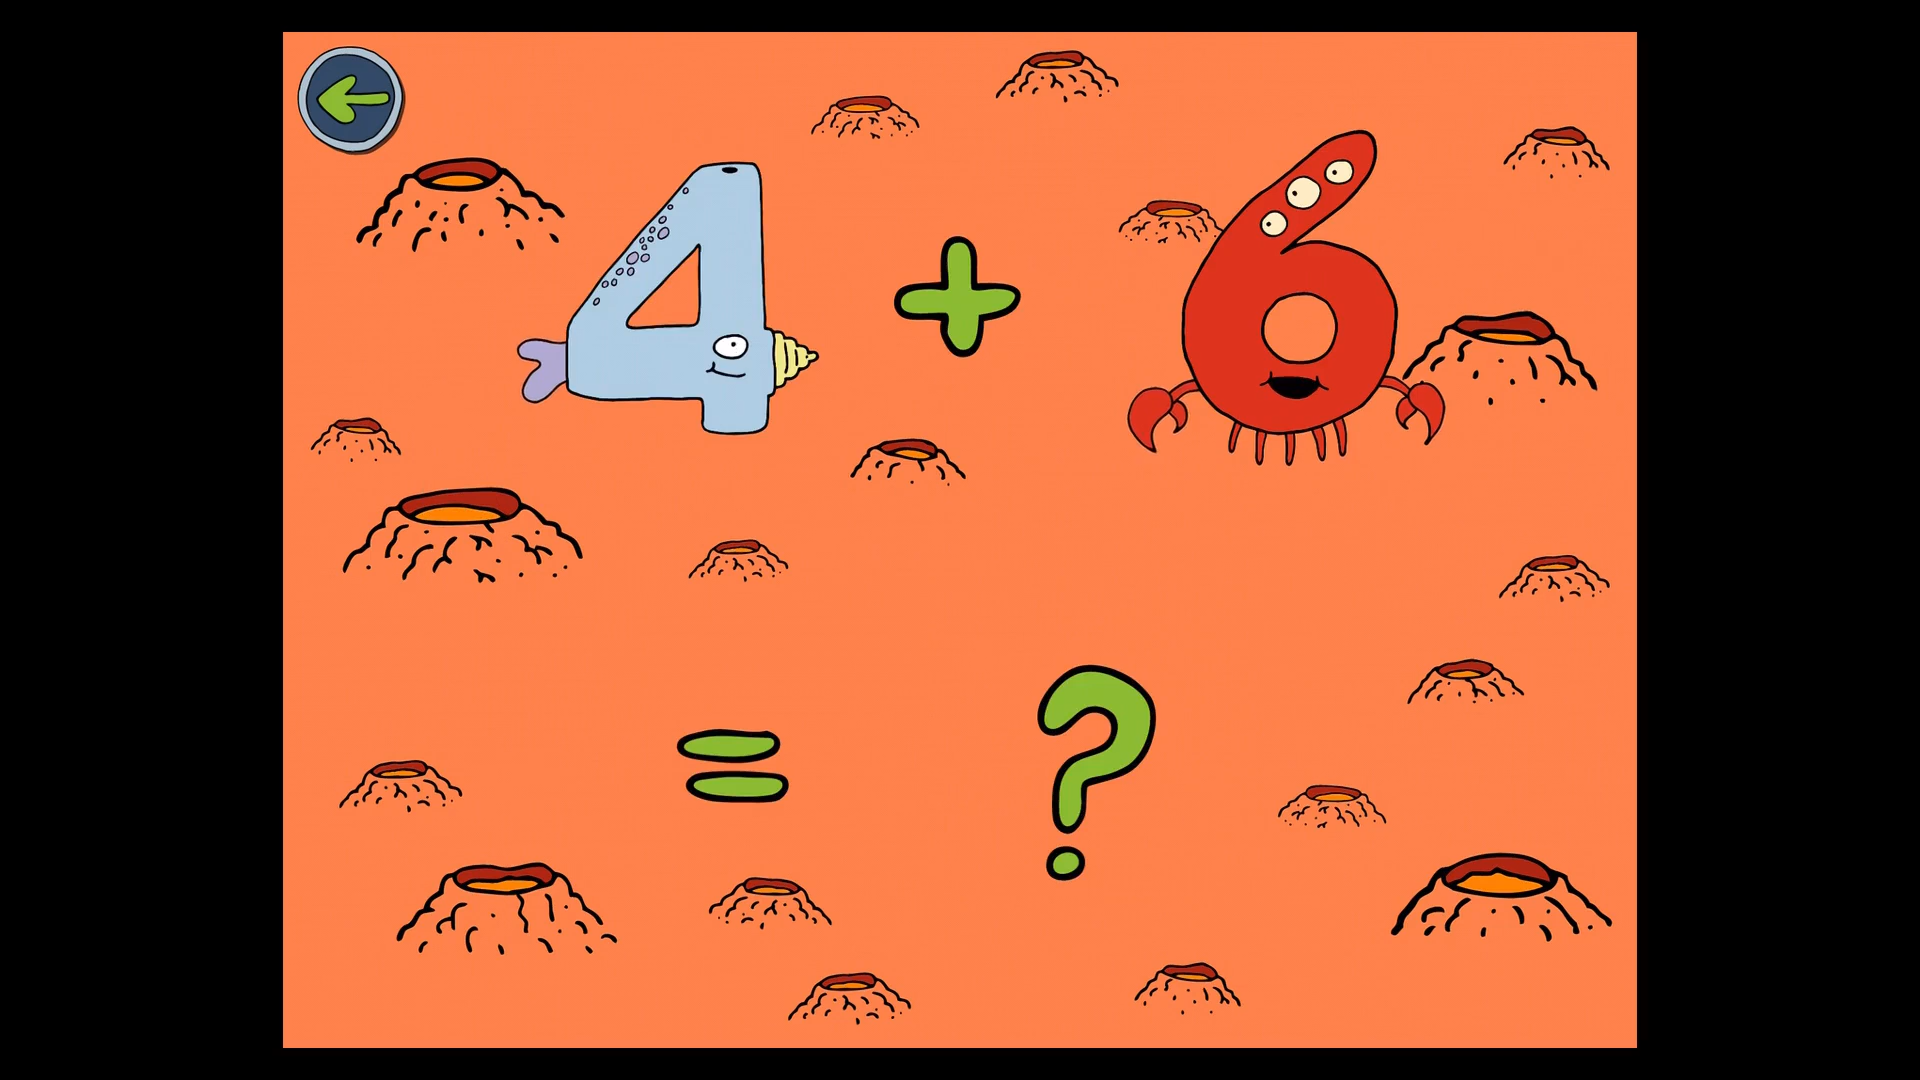 4 + 6
= ?